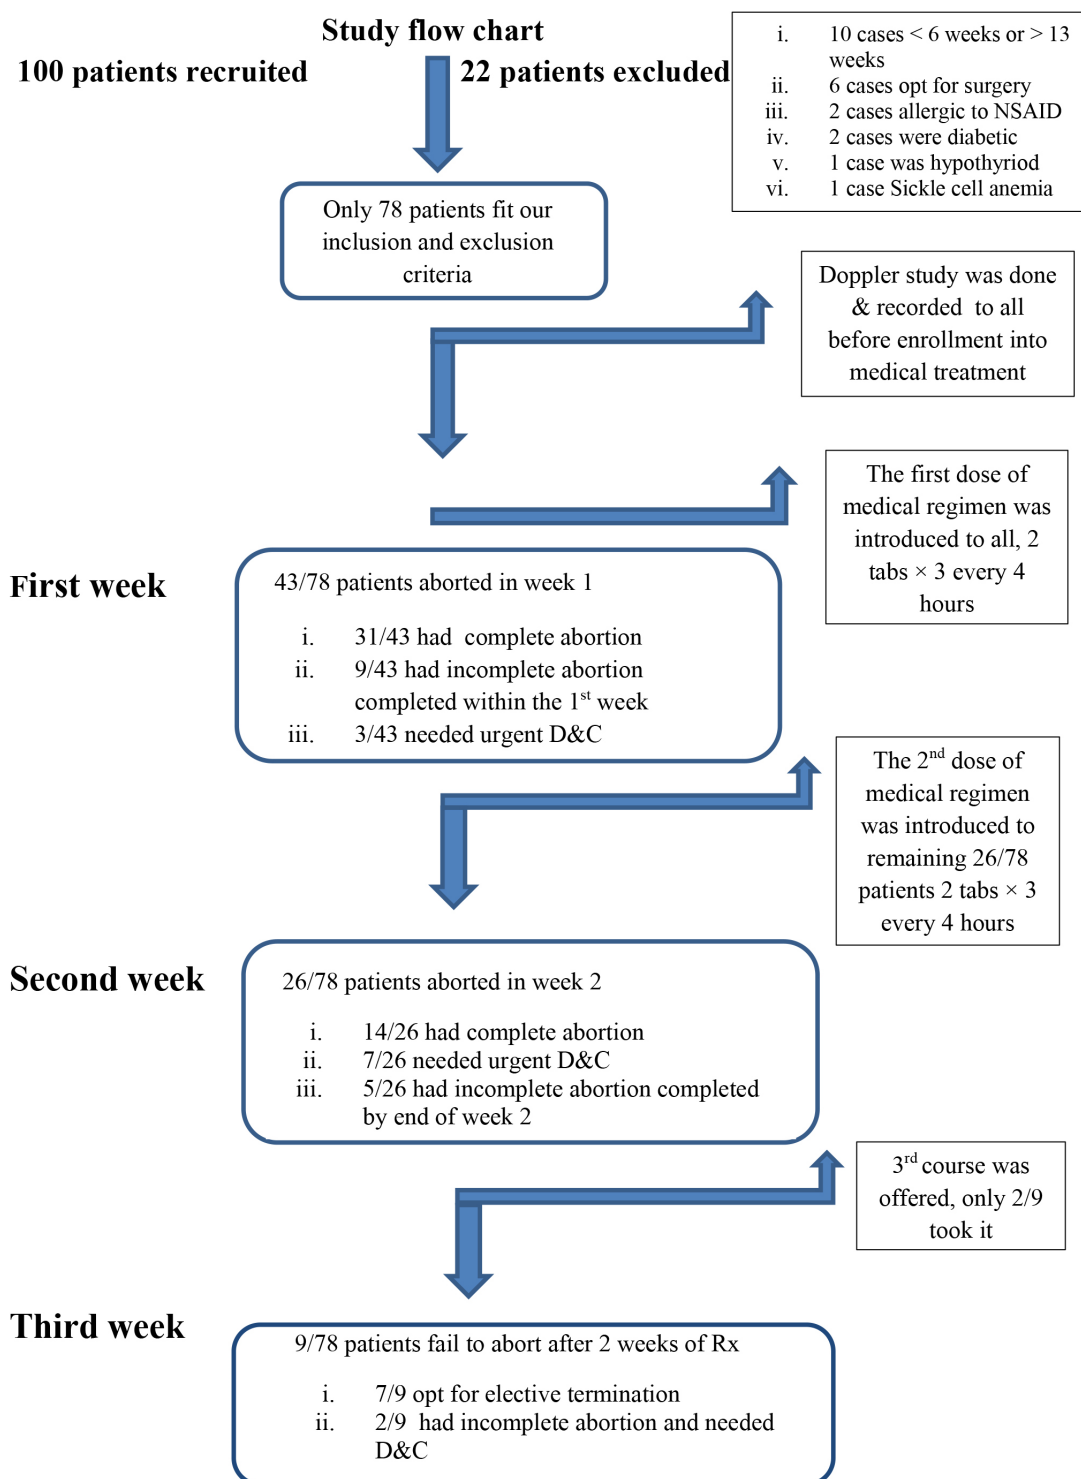 Study flow chart
100 patients recruited
22 patients excluded
i. 10 cases < 6 weeks or > 13
weeks
ii. 6 cases opt for surgery
iii. 2 cases allergic to NSAID
iv. 2 cases were diabetic
v. 1 case was hypothyriod
vi. 1 case Sickle cell anemia
Only 78 patients fit our
inclusion and exclusion
criteria
Doppler study was done
& recorded to all
before enrollment into
medical treatment
The first dose of
medical regimen was
introduced to all, 2
tabs × 3 every 4
hours
First week
43/78 patients aborted in week 1
i. 31/43 had complete abortion
ii. 9/43 had incomplete abortion
completed within the 1st week
iii. 3/43 needed urgent D&C
The 2nd dose of
medical regimen
was introduced to
remaining 26/78
patients 2 tabs × 3
every 4 hours
Second week
26/78 patients aborted in week 2
i. 14/26 had complete abortion
ii. 7/26 needed urgent D&C
iii. 5/26 had incomplete abortion completed
by end of week 2
3rd course was
offered, only 2/9
took it
Third week
9/78 patients fail to abort after 2 weeks of Rx
i. 7/9 opt for elective termination
ii. 2/9 had incomplete abortion and needed
D&C